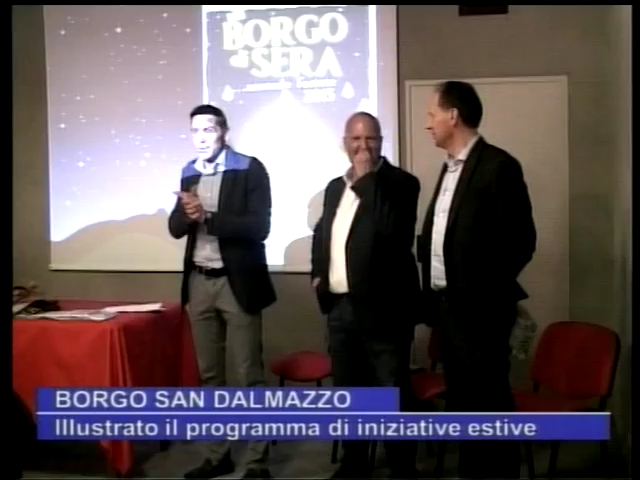 BORGO
di SERA
BORGO SAN DALMAZZO
Illustrato il programma di iniziative estive